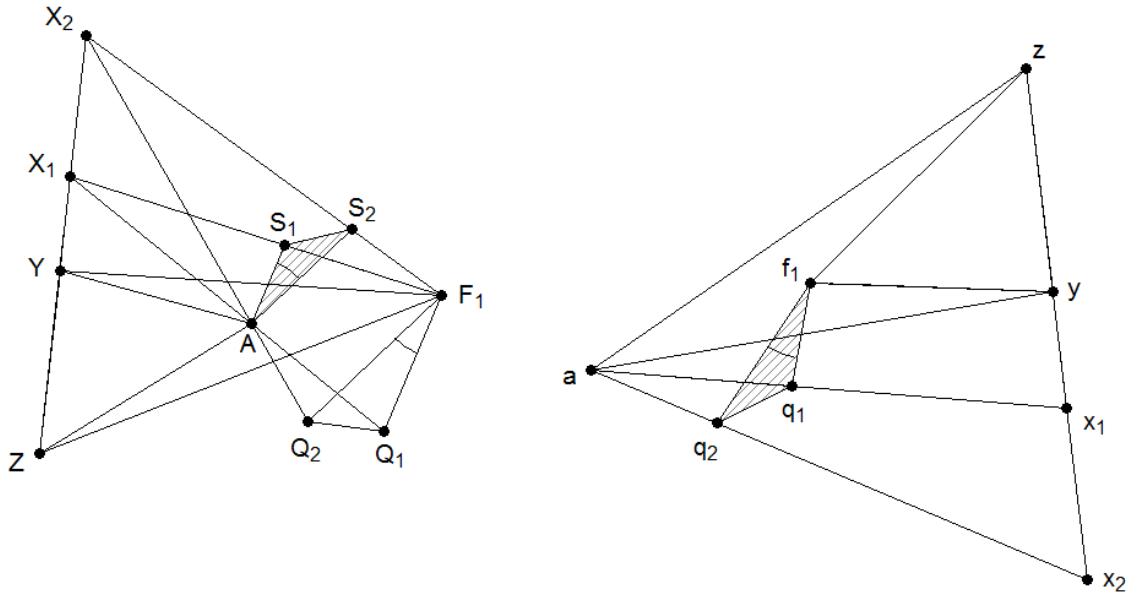 X₂
z
X₁
S₁
S₂
Y
f₁
F₁
y
A
a
q₁
x₁
Q₂
Q₁
q₂
Z
x₂